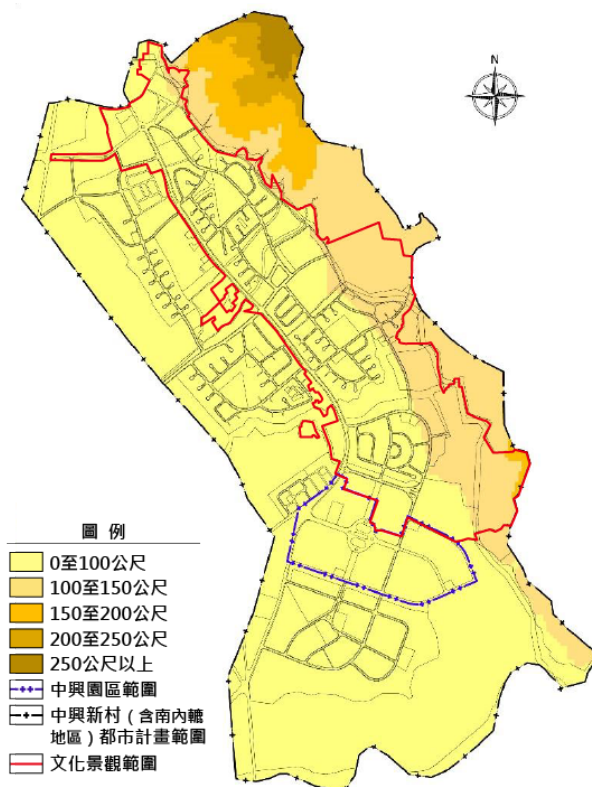 N
圖 例
0至100公尺
100至150公尺
150至200公尺
200至250公尺
250公尺以上
中興園區範圍
中興新村（含南內轆
地區）都市計畫範圍
文化景觀範圍